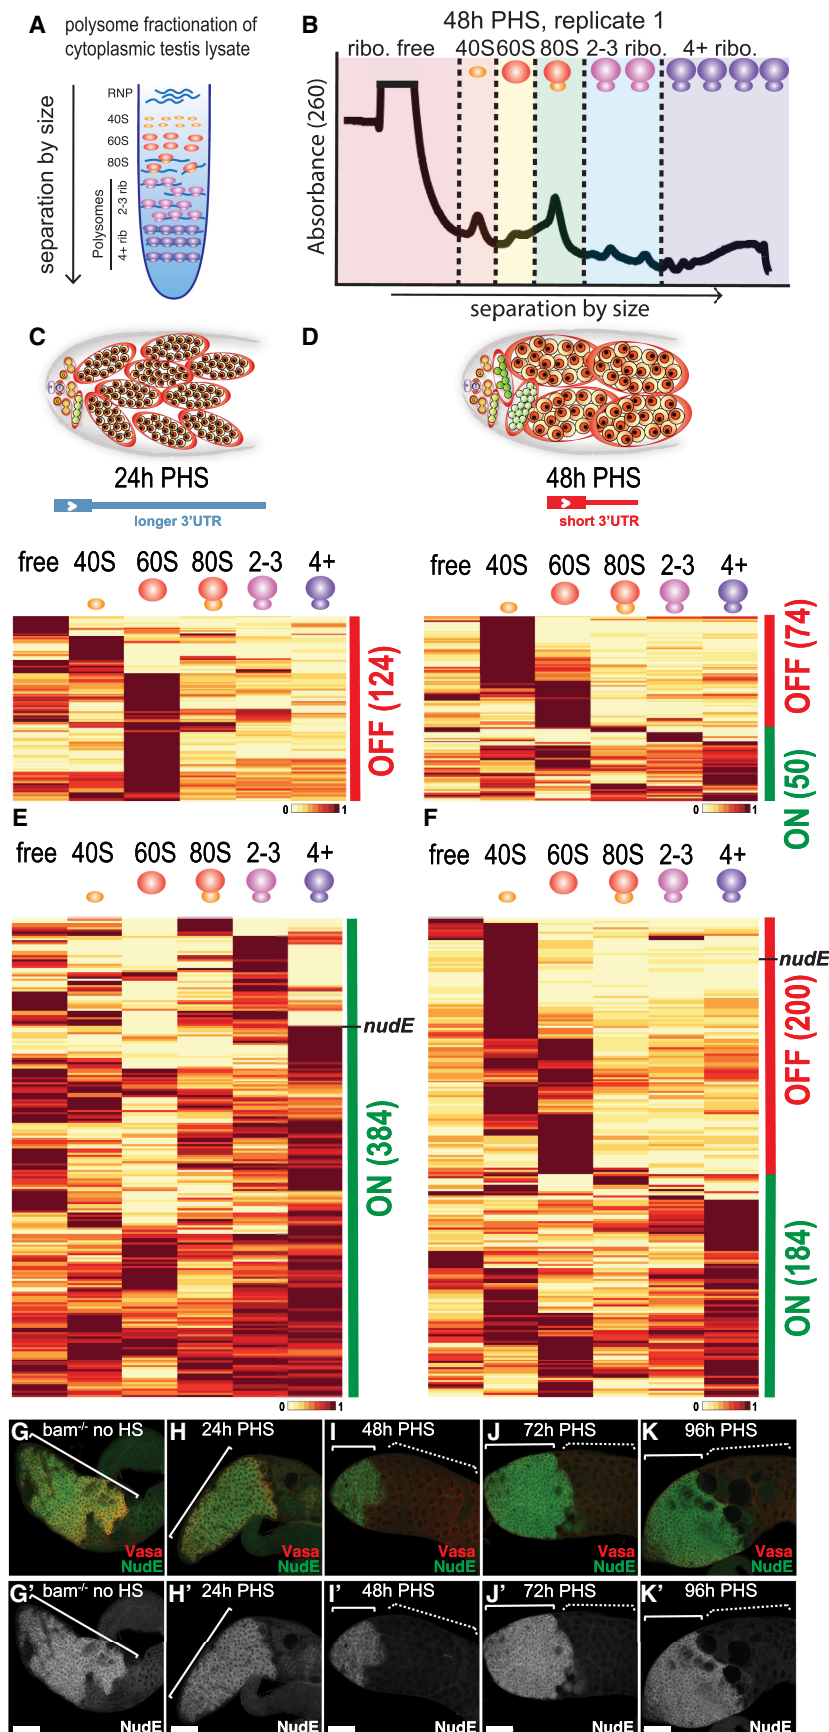 A
polysome fractionation of
cytoplasmic testis lysate
separation by size
RNP
40S
60S
80S
Polysomes
2-3 rib
4+ rib
B
48h PHS, replicate 1
ribo. free 40S 60S 80S 2-3 ribo. 4+ ribo.
Absorbance (260)
separation by size
C
24h PHS
longer 3'UTR
free 40S 60S 80S 2-3 4+
OFF (124)
0 1
D
48h PHS
short 3'UTR
free 40S 60S 80S 2-3 4+
OFF (74)
ON (50)
0 1
E
free 40S 60S 80S 2-3 4+
nudE
ON (384)
0 1
F
free 40S 60S 80S 2-3 4+
nudE
OFF (200)
ON (184)
0 1
G bam-/- no HS
Vasa
NudE
H 24h PHS
Vasa
NudE
I 48h PHS
Vasa
NudE
J 72h PHS
Vasa
NudE
K 96h PHS
Vasa
NudE
G' bam-/- no HS
NudE
H' 24h PHS
NudE
I' 48h PHS
NudE
J' 72h PHS
NudE
K' 96h PHS
NudE